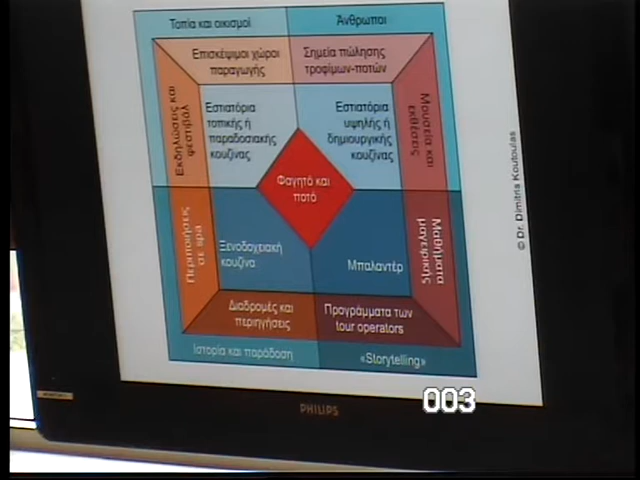 Τοπία και οικισμοί
Άνθρωποι
Επισκέψιμοι χώροι
παραγωγής
Σημεία πώλησης
τροφίμων-ποτών
Εκδηλώσεις και
φεστιβάλ
Εστιατόρια
τοπικής ή
παραδοσιακής
κουζίνας
Εστιατόρια
υψηλής ή
δημιουργικής
κουζίνας
Μουσεία και
εκθέσεις
Φαγητό και
ποτό
Περιποιήσεις
σε spa
Ξενοδοχειακή
κουζίνα
Μπαλαντέρ
Μαθήματα
μαγειρικής
Διαδρομές και
περιηγήσεις
Προγράμματα των
tour operators
Ιστορία και παράδοση
«Storytelling»
© Dr. Dimitris Koutoulas
PHILIPS
003